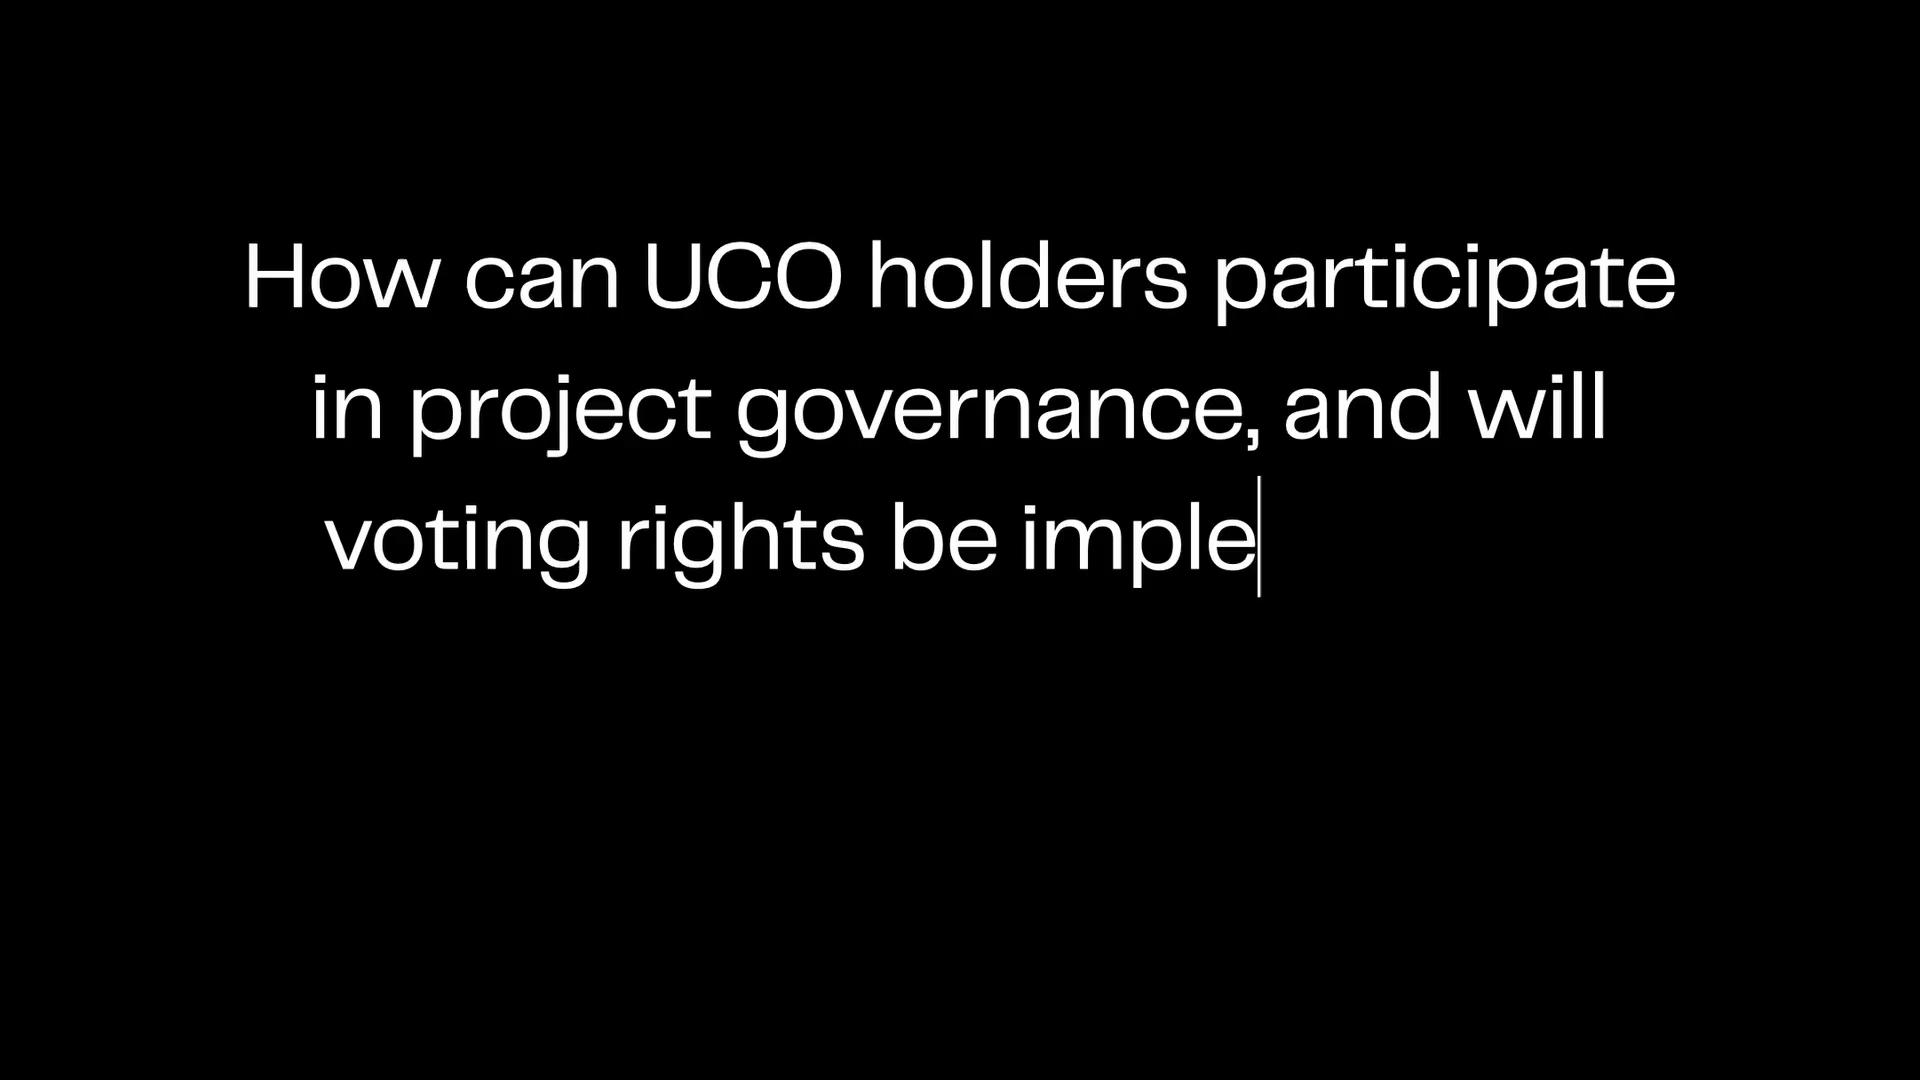 How can UCO holders participate
in project governance, and will
voting rights be imple